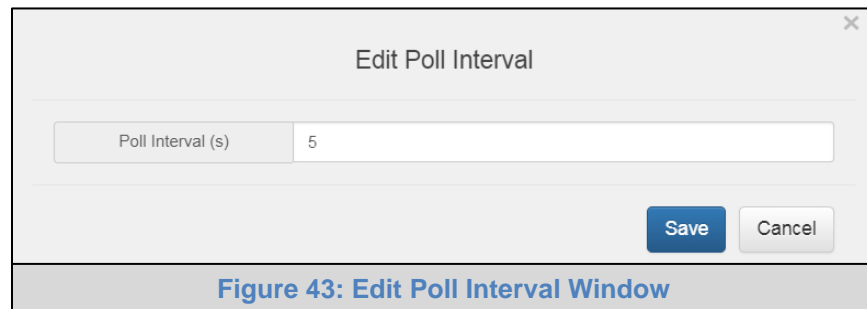 ×
Edit Poll Interval
Poll Interval (s) 5
Save Cancel
Figure 43: Edit Poll Interval Window